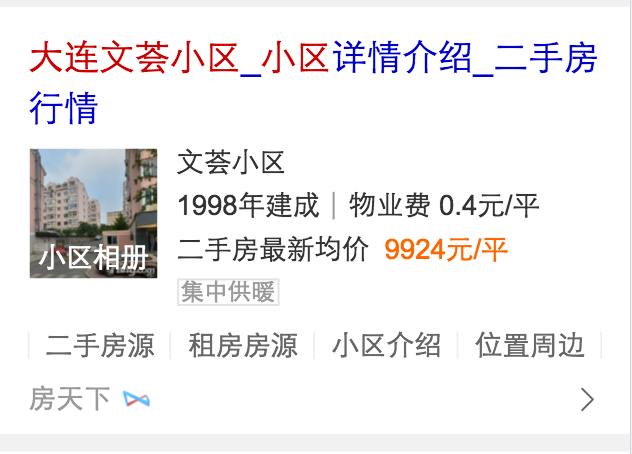 大连文荟小区_小区详情介绍_二手房
行情
文荟小区
1998年建成 | 物业费 0.4元/平
二手房最新均价 9924元/平
小区相册
集中供暖
二手房源 | 租房房源 | 小区介绍 | 位置周边
房天下